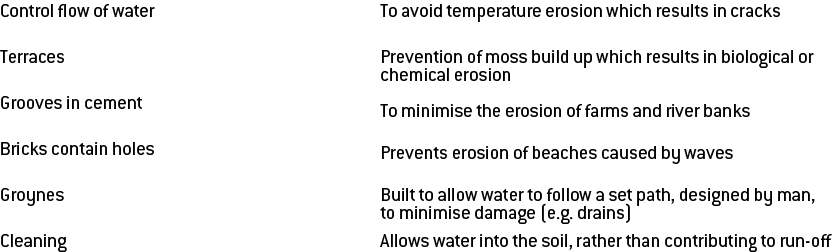 Control flow of water
To avoid temperature erosion which results in cracks
Terraces
Prevention of moss build up which results in biological or
chemical erosion
Grooves in cement
To minimise the erosion of farms and river banks
Bricks contain holes
Prevents erosion of beaches caused by waves
Groynes
Built to allow water to follow a set path, designed by man,
to minimise damage (e.g. drains)
Cleaning
Allows water into the soil, rather than contributing to run-off